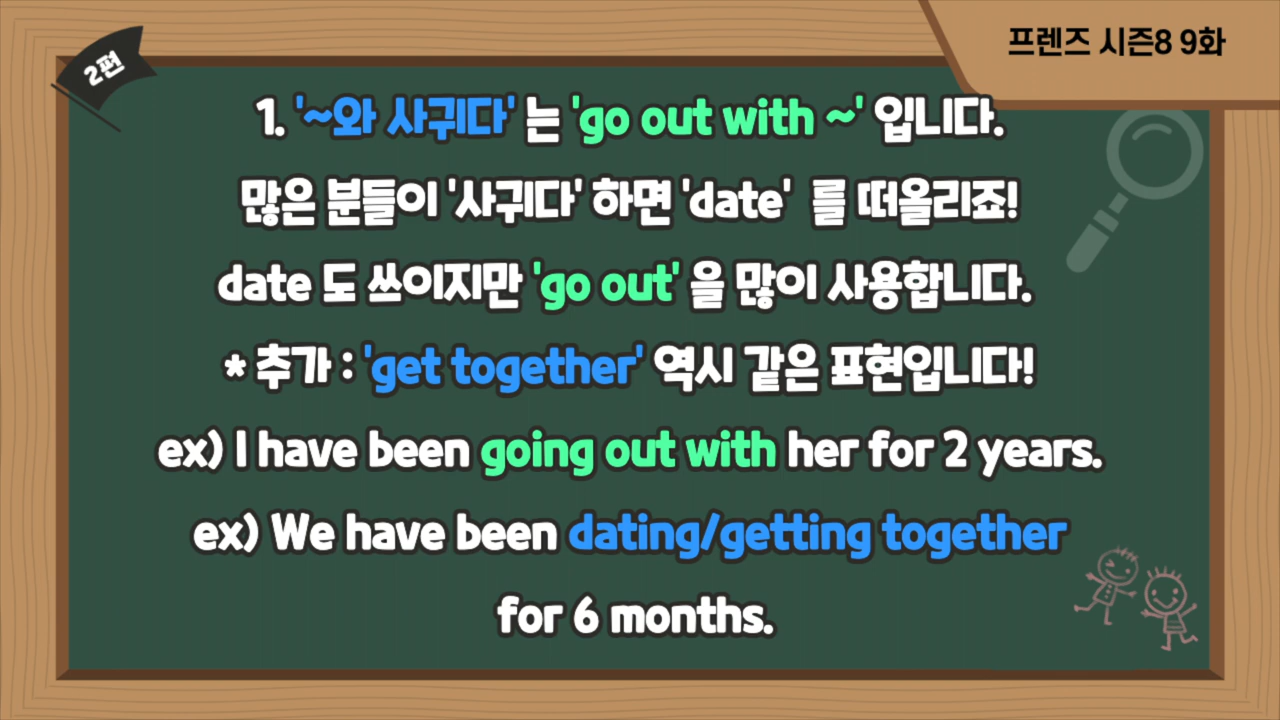 프렌즈 시즌8 9화
2편
1. '~와 사귀다' 는 'go out with ~' 입니다.
많은 분들이 '사귀다' 하면 'date' 를 떠올리죠!
date 도 쓰이지만 'go out' 을 많이 사용합니다.
* 추가 : 'get together' 역시 같은 표현입니다!
ex) I have been going out with her for 2 years.
ex) We have been dating/getting together
for 6 months.